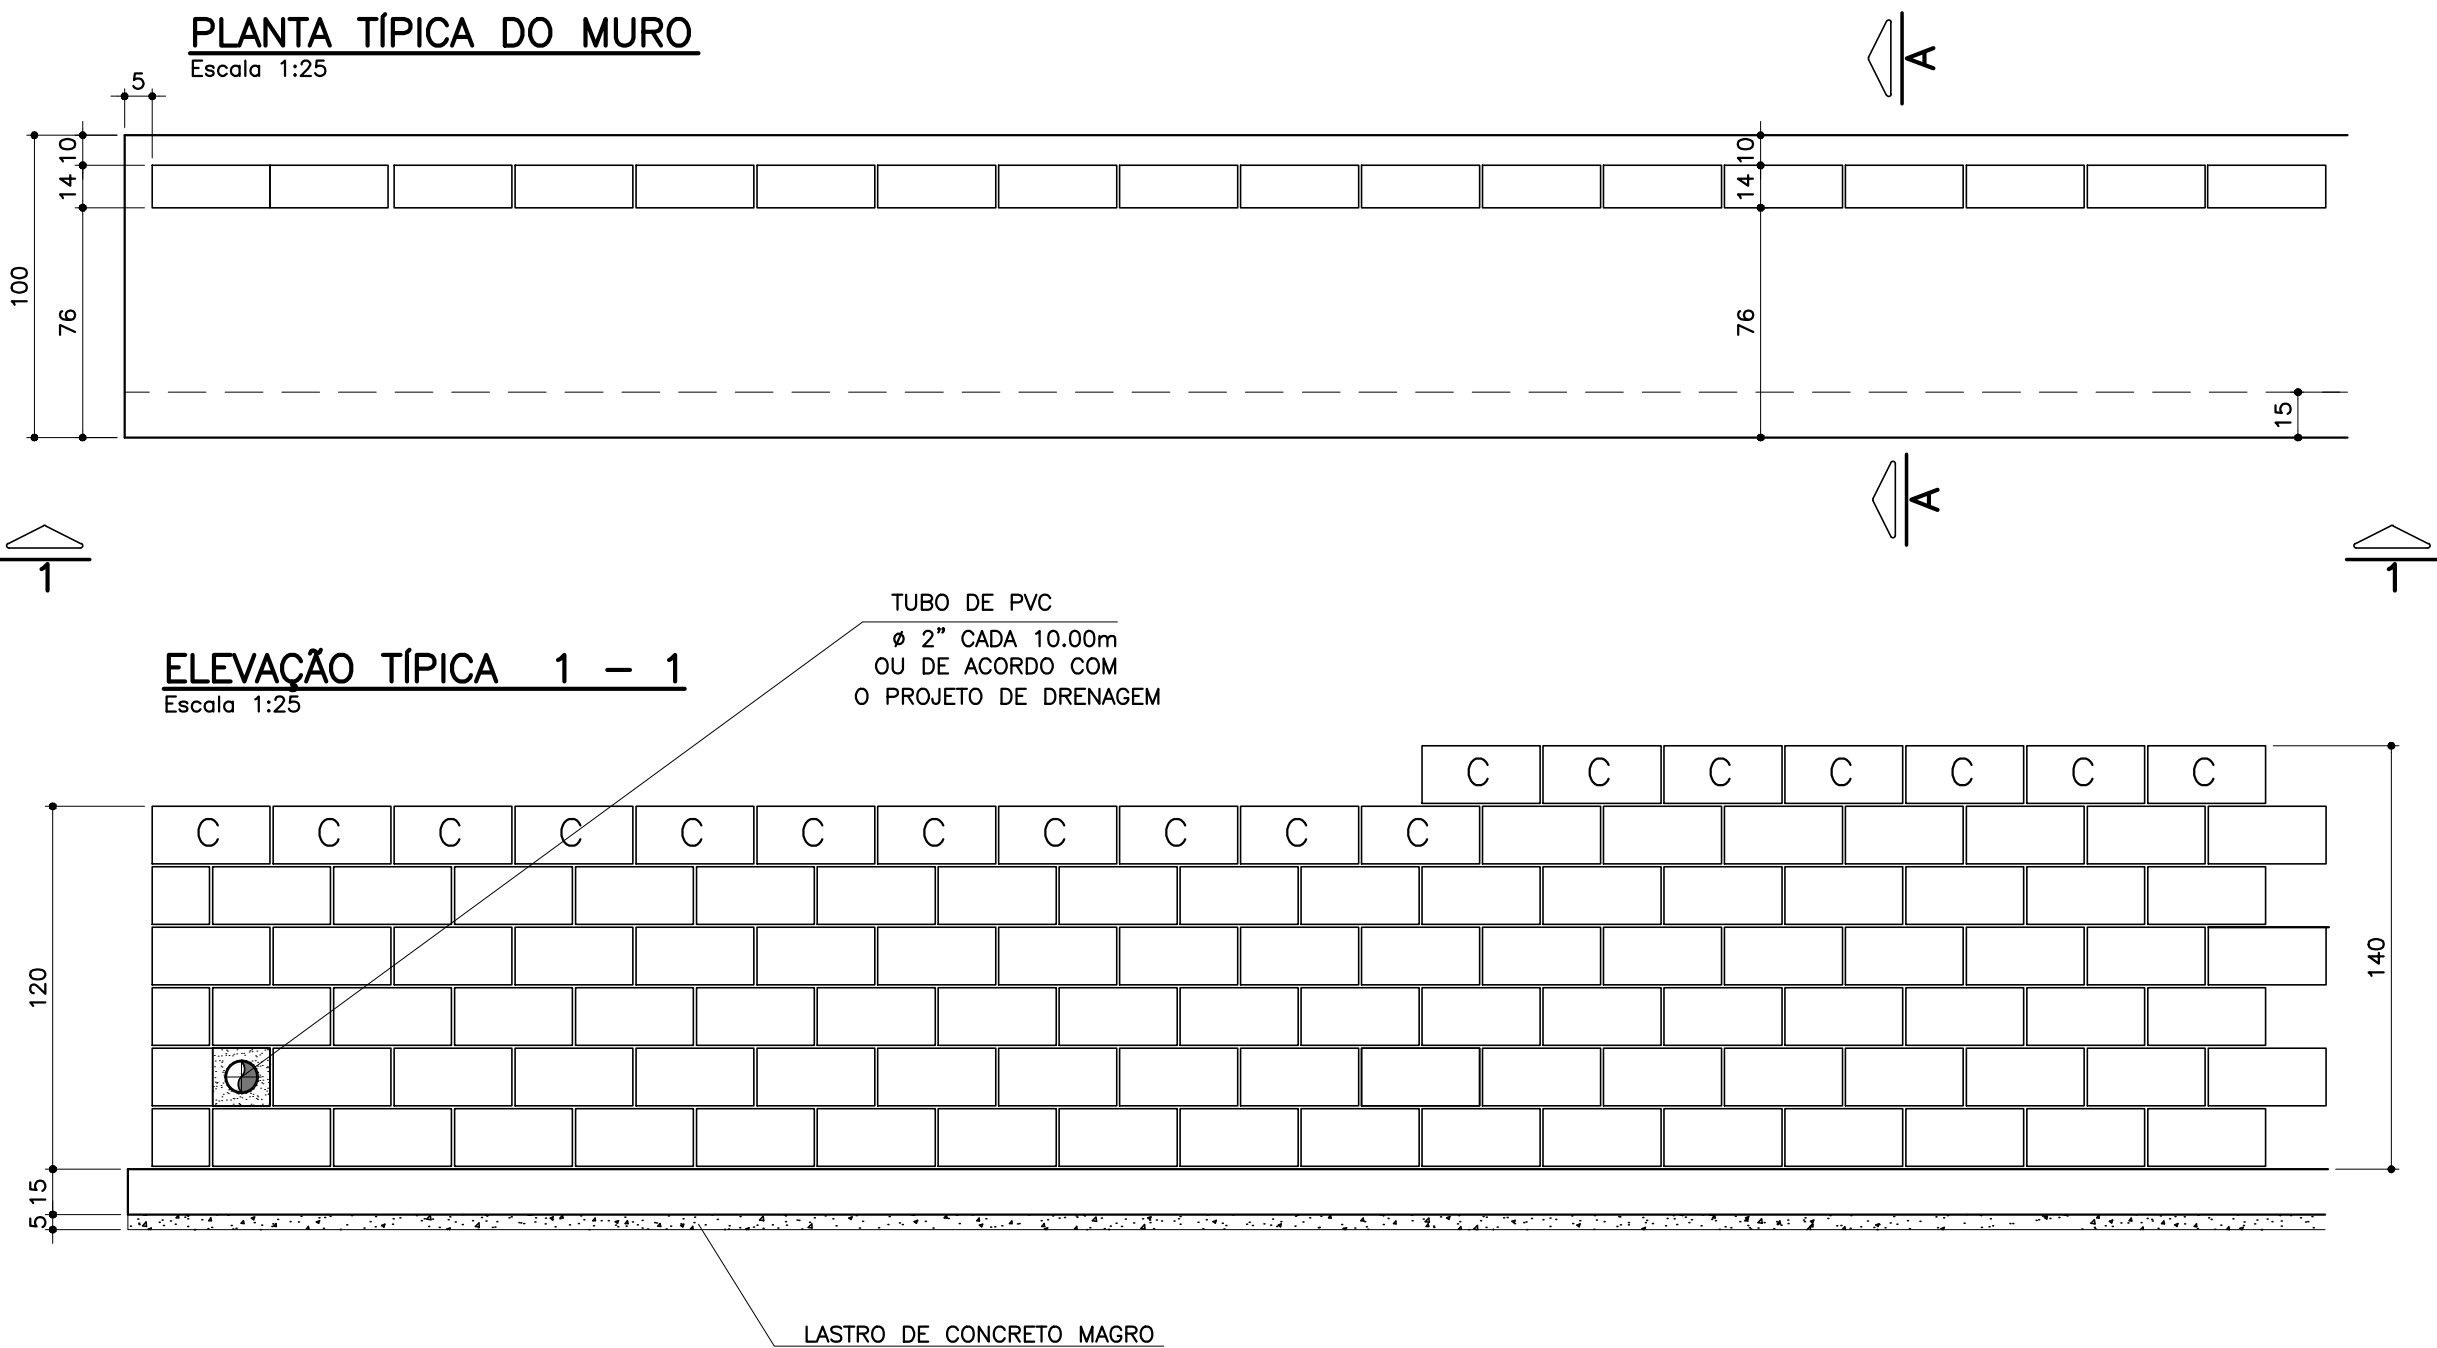 PLANTA TÍPICA DO MURO
Escala 1:25
5
10
14
76
100
10
14
76
15
A
A
1
1
TUBO DE PVC
ø 2" CADA 10.00m
OU DE ACORDO COM
O PROJETO DE DRENAGEM
ELEVAÇÃO TÍPICA 1 - 1
Escala 1:25
C C C C C C C
C C C C C C C C C C C
120
140
15
5
LASTRO DE CONCRETO MAGRO